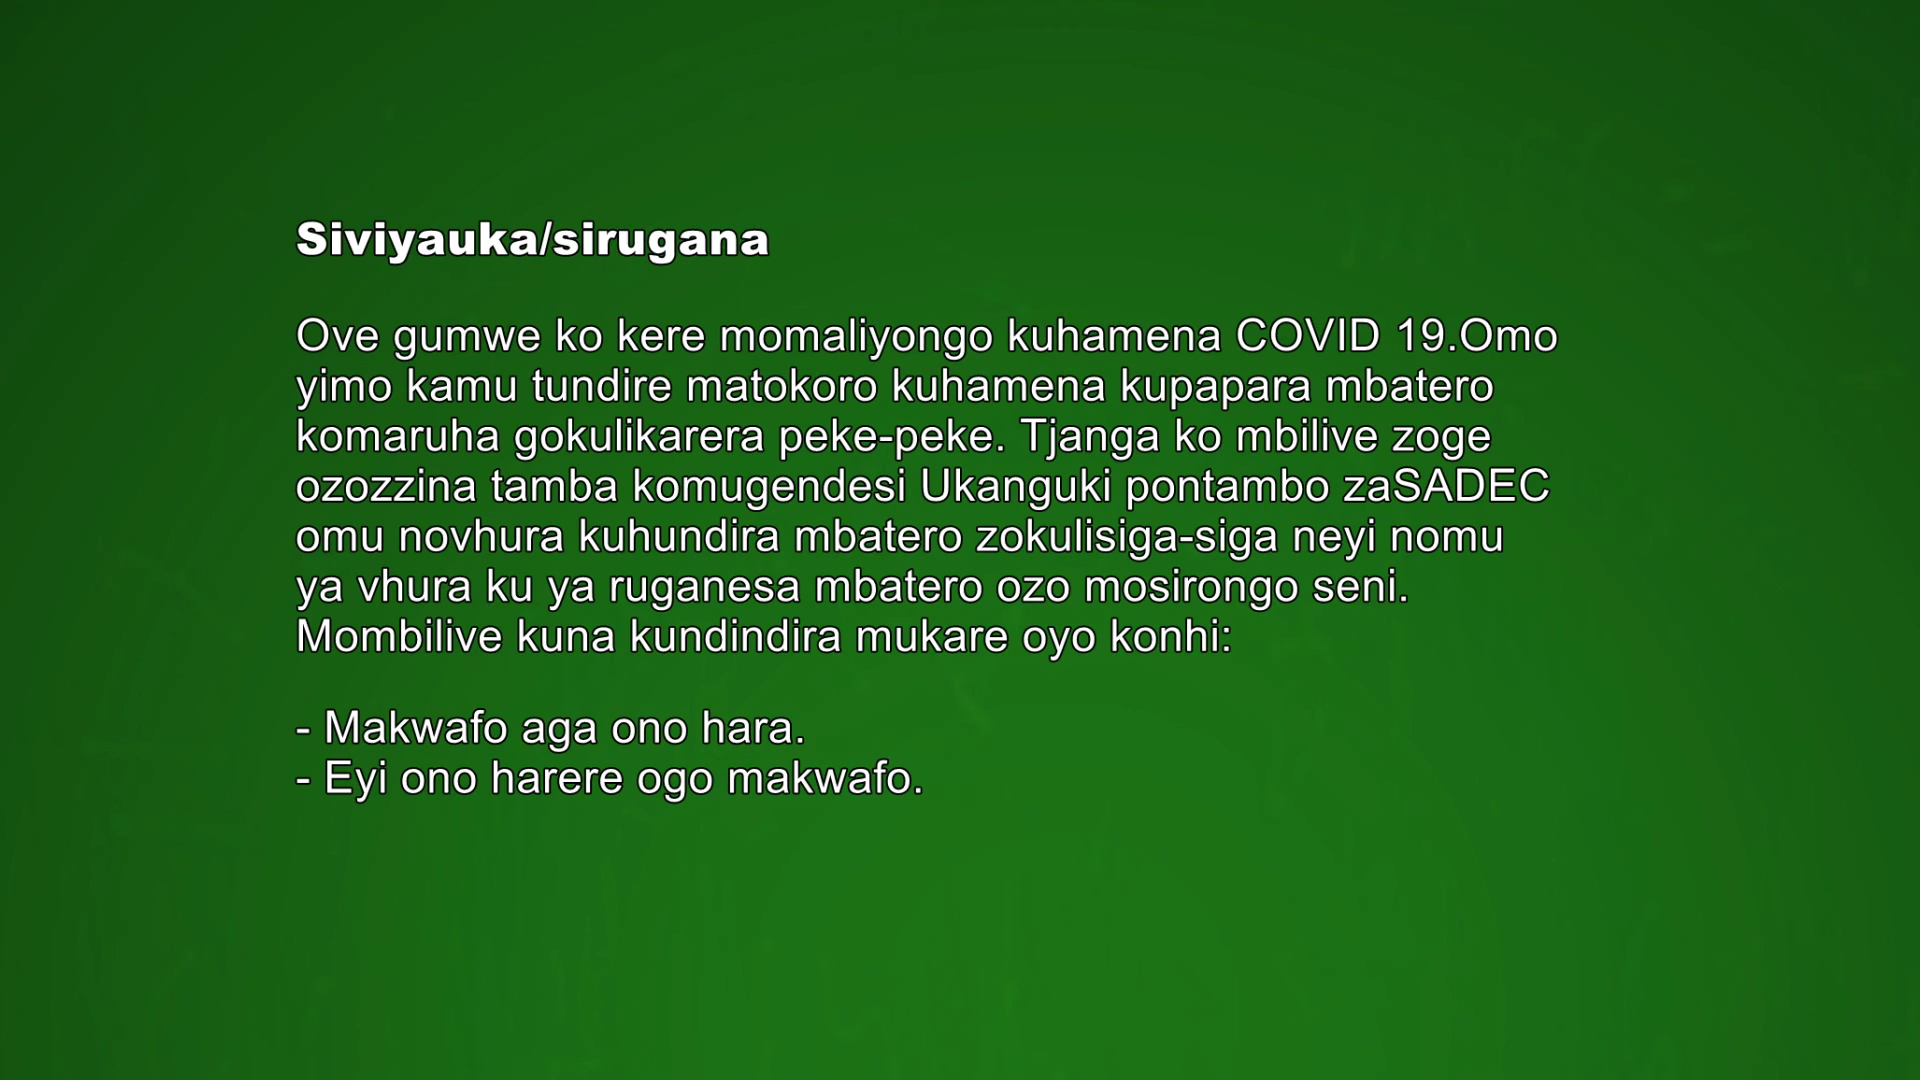 Siviyauka/sirugana
Ove gumwe ko kere momaliyongo kuhamena COVID 19.Omo
yimo kamu tundire matokoro kuhamena kupapara mbatero
komaruha gokulikarera peke-peke. Tjanga ko mbilive zoge
ozozzina tamba komugendesi Ukanguki pontambo zaSADEC
omu novhura kuhundira mbatero zokulisiga-siga neyi nomu
ya vhura ku ya ruganesa mbatero ozo mosirongo seni.
Mombilive kuna kundindira mukare oyo konhi:
- Makwafo aga ono hara.
- Eyi ono harere ogo makwafo.